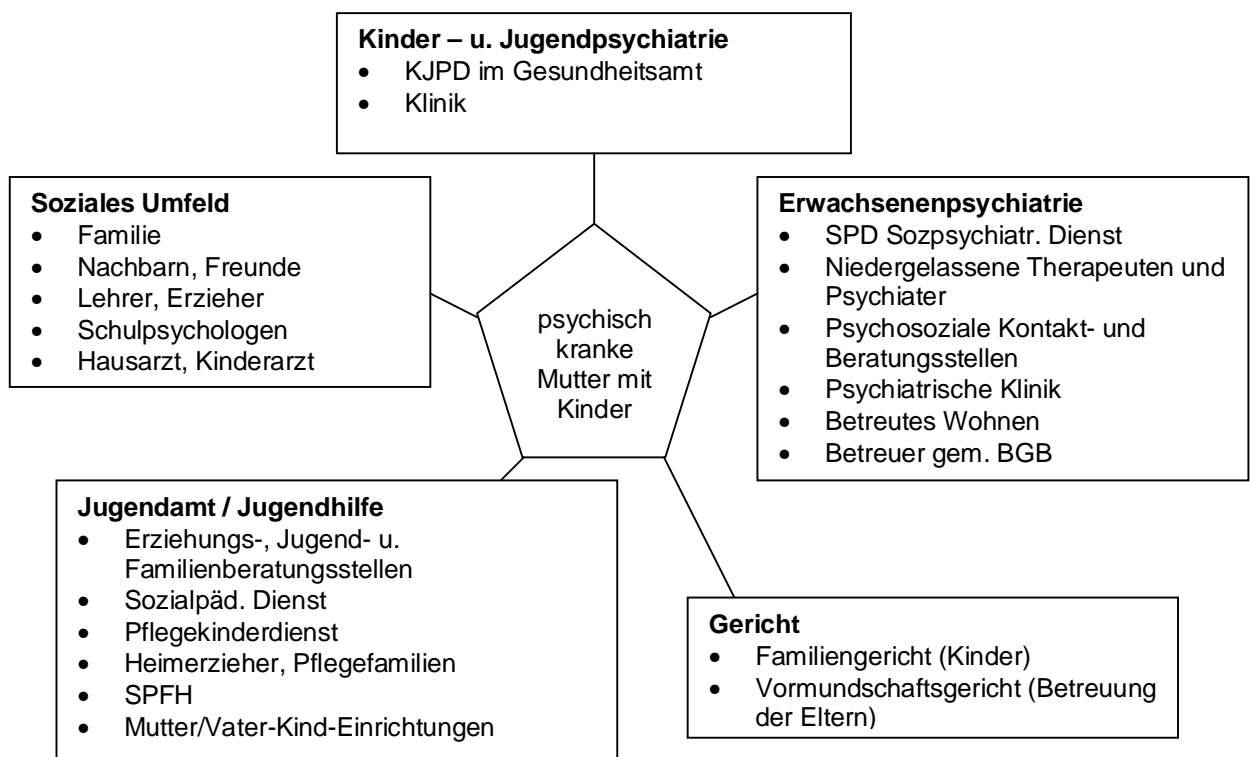 Kinder – u. Jugendpsychiatrie
• KJPD im Gesundheitsamt
• Klinik
Soziales Umfeld
• Familie
• Nachbarn, Freunde
• Lehrer, Erzieher
• Schulpsychologen
• Hausarzt, Kinderarzt
Erwachsenenpsychiatrie
• SPD Sozpsychiatr. Dienst
• Niedergelassene Therapeuten und
Psychiater
• Psychosoziale Kontakt- und
Beratungsstellen
• Psychiatrische Klinik
• Betreutes Wohnen
• Betreuer gem. BGB
psychisch
kranke
Mutter mit
Kinder
Jugendamt / Jugendhilfe
• Erziehungs-, Jugend- u.
Familienberatungsstellen
• Sozialpäd. Dienst
• Pflegekinderdienst
• Heimerzieher, Pflegefamilien
• SPFH
• Mutter/Vater-Kind-Einrichtungen
Gericht
• Familiengericht (Kinder)
• Vormundschaftsgericht (Betreuung
der Eltern)